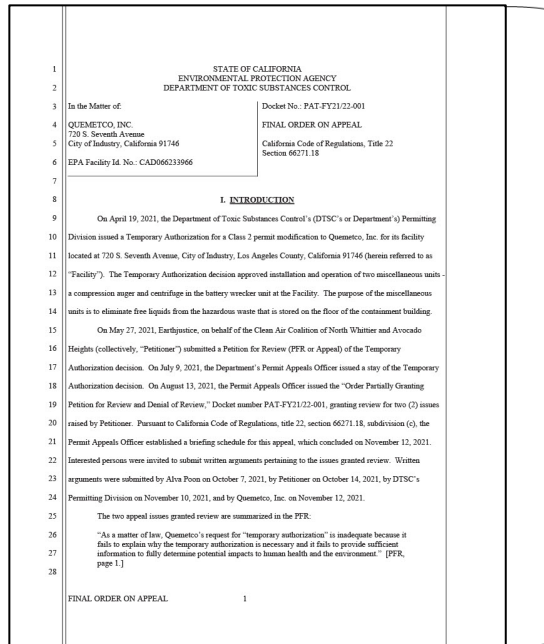 STATE OF CALIFORNIA
1 ENVIRONMENTAL PROTECTION AGENCY
2 DEPARTMENT OF TOXIC SUBSTANCES CONTROL
3 In the Matter of: Docket No.: PAT-FY21/22-001
4 QUEMETCO, INC. FINAL ORDER ON APPEAL
720 S. Seventh Avenue
5 City of Industry, California 91746 California Code of Regulations, Title 22
Section 66271.18
6 EPA Facility Id. No.: CAD066233966
7
8 I. INTRODUCTION
9 On April 19, 2021, the Department of Toxic Substances Control's (DTSC's or Department's) Permitting
10 Division issued a Temporary Authorization for a Class 2 permit modification to Quemetco, Inc. for its facility
11 located at 720 S. Seventh Avenue, City of Industry, Los Angeles County, California 91746 (herein referred to as
12 "Facility"). The Temporary Authorization decision approved installation and operation of two miscellaneous units -
13 a compression auger and centrifuge in the battery wrecker unit at the Facility. The purpose of the miscellaneous
14 units is to eliminate free liquids from the hazardous waste that is stored on the floor of the containment building.
15 On May 27, 2021, Earthjustice, on behalf of the Clean Air Coalition of North Whittier and Avocado
16 Heights (collectively, "Petitioner") submitted a Petition for Review (PFR or Appeal) of the Temporary
17 Authorization decision. On July 9, 2021, the Department's Permit Appeals Officer issued a stay of the Temporary
18 Authorization decision. On August 13, 2021, the Permit Appeals Officer issued the "Order Partially Granting
19 Petition for Review and Denial of Review," Docket number PAT-FY21/22-001, granting review for two (2) issues
20 raised by Petitioner. Pursuant to California Code of Regulations, title 22, section 66271.18, subdivision (c), the
21 Permit Appeals Officer established a briefing schedule for this appeal, which concluded on November 12, 2021.
22 Interested persons were invited to submit written arguments pertaining to the issues granted review. Written
23 arguments were submitted by Alva Poon on October 7, 2021, by Petitioner on October 14, 2021, by DTSC's
24 Permitting Division on November 10, 2021, and by Quemetco, Inc. on November 12, 2021.
25 The two appeal issues granted review are summarized in the PFR:
26 "As a matter of law, Quemetco's request for "temporary authorization" is inadequate because it
fails to explain why the temporary authorization is necessary and it fails to provide sufficient
27 information to fully determine potential impacts to human health and the environment." [PFR,
page 1.]
28
FINAL ORDER ON APPEAL 1